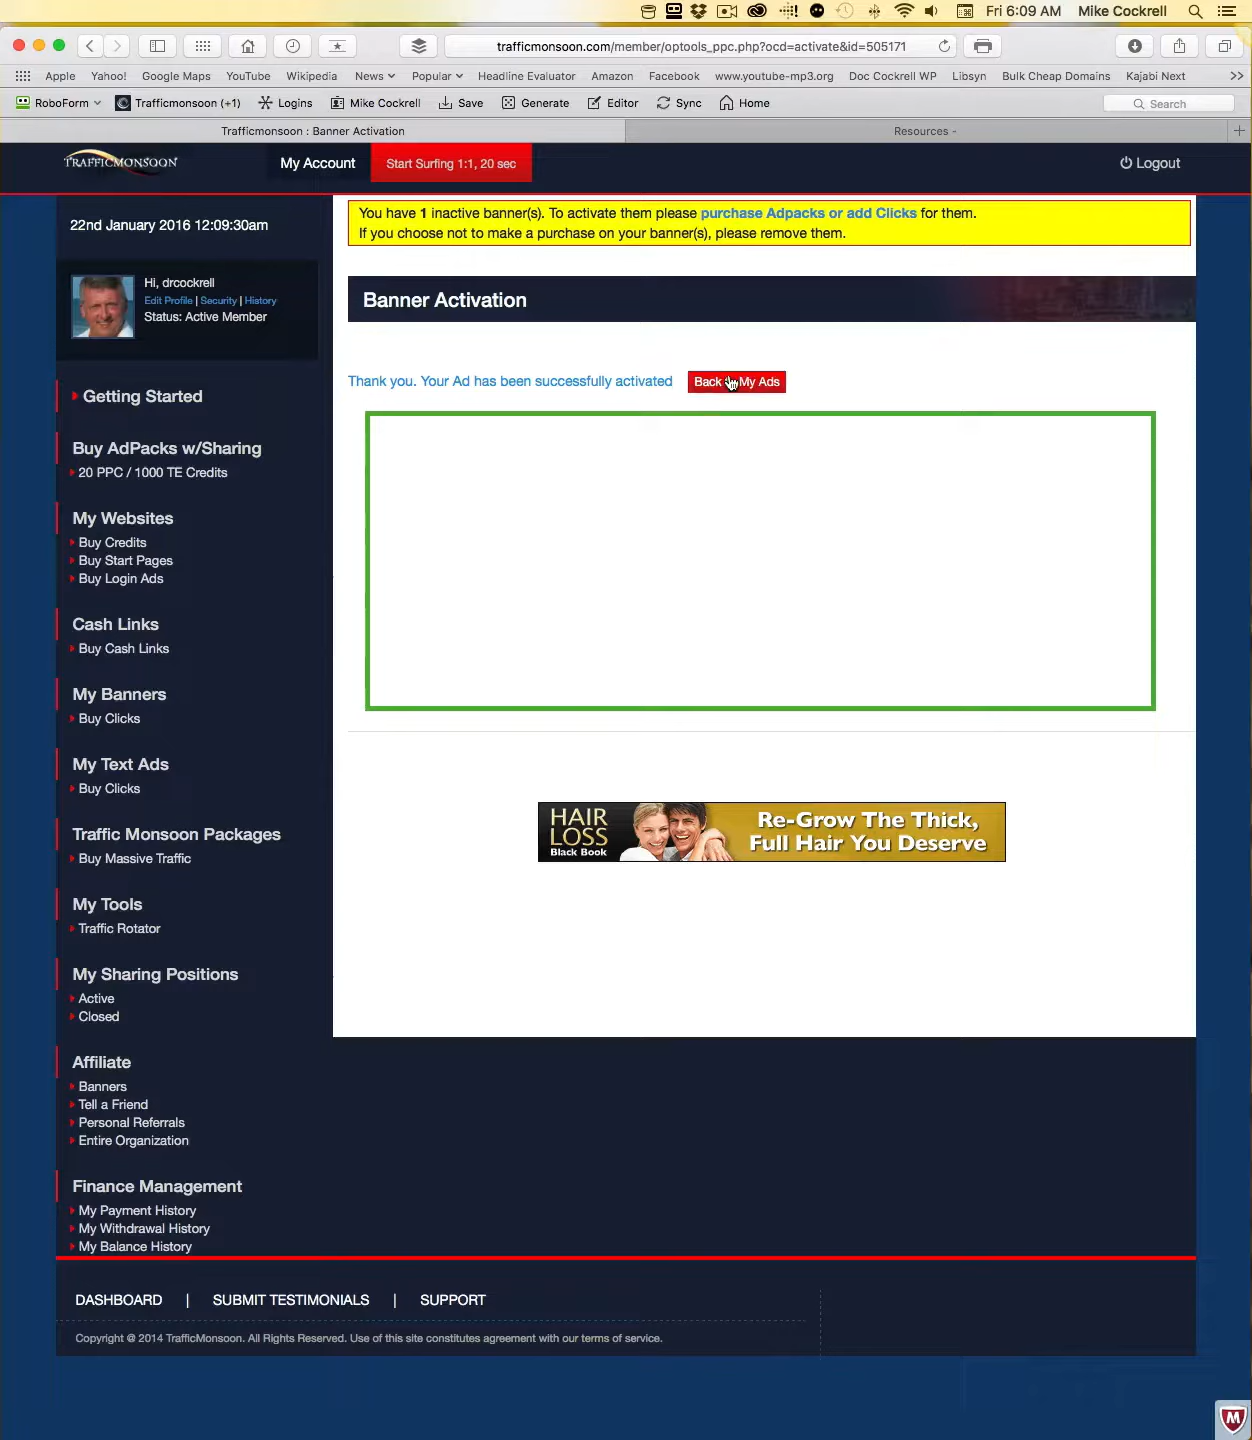 Fri 6:09 AM Mike Cockrell
trafficmonsoon.com/member/optools_ppc.php?ocd=activate&id=505171
Apple Yahoo! Google Maps YouTube Wikipedia News Popular Headline Evaluator Amazon Facebook www.youtube-mp3.org Doc Cockrell WP Libsyn Bulk Cheap Domains Kajabi Next >>
RoboForm Trafficmonsoon (+1) Logins Mike Cockrell Save Generate Editor Sync Home Search
Trafficmonsoon : Banner Activation Resources -
TRAFFICMONSOON My Account Start Surfing 1:1, 20 sec Logout
22nd January 2016 12:09:30am
Hi, drcockrell
Edit Profile | Security | History
Status: Active Member
Getting Started
Buy AdPacks w/Sharing
20 PPC / 1000 TE Credits
My Websites
Buy Credits
Buy Start Pages
Buy Login Ads
Cash Links
Buy Cash Links
My Banners
Buy Clicks
My Text Ads
Buy Clicks
Traffic Monsoon Packages
Buy Massive Traffic
My Tools
Traffic Rotator
My Sharing Positions
Active
Closed
Affiliate
Banners
Tell a Friend
Personal Referrals
Entire Organization
Finance Management
My Payment History
My Withdrawal History
My Balance History
You have 1 inactive banner(s). To activate them please purchase Adpacks or add Clicks for them.
If you choose not to make a purchase on your banner(s), please remove them.
Banner Activation
Thank you. Your Ad has been successfully activated Back My Ads
HAIR
LOSS
Black Book
Re-Grow The Thick,
Full Hair You Deserve
DASHBOARD | SUBMIT TESTIMONIALS | SUPPORT
Copyright @ 2014 TrafficMonsoon. All Rights Reserved. Use of this site constitutes agreement with our terms of service.
M